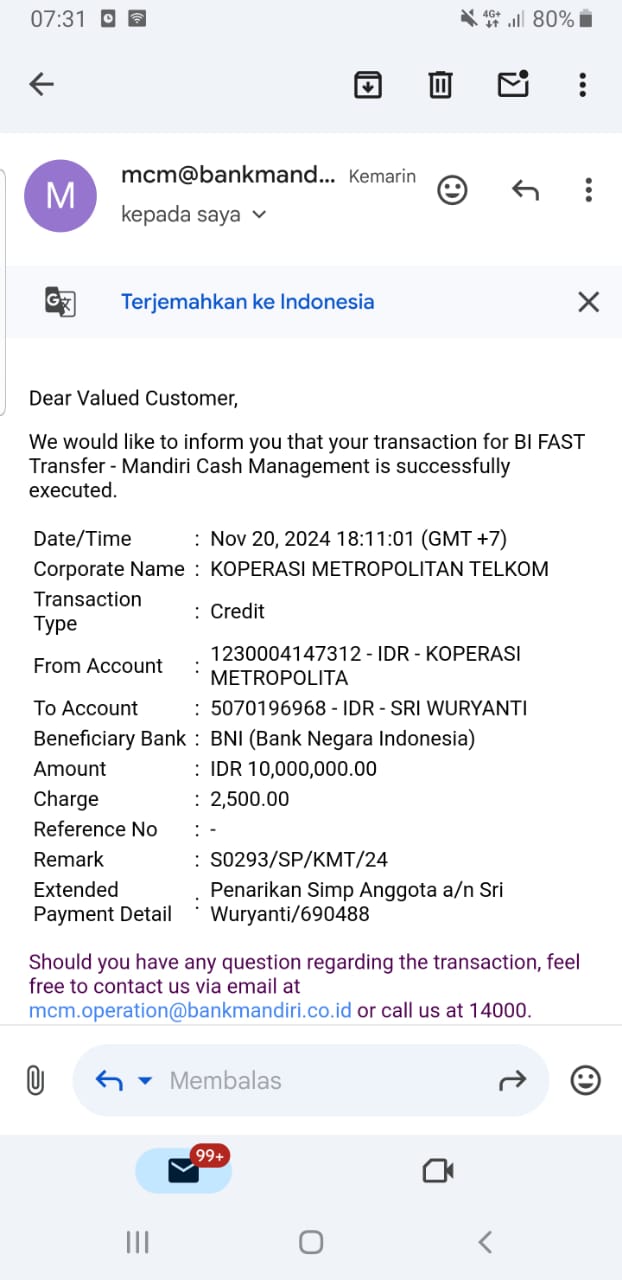 07:31
4G+ 80%
M
mcm@bankmand... Kemarin
kepada saya
Terjemahkan ke Indonesia
Dear Valued Customer,
We would like to inform you that your transaction for BI FAST
Transfer - Mandiri Cash Management is successfully
executed.
Date/Time : Nov 20, 2024 18:11:01 (GMT +7)
Corporate Name : KOPERASI METROPOLITAN TELKOM
Transaction
Type : Credit
From Account : 1230004147312 - IDR - KOPERASI
METROPOLITA
To Account : 5070196968 - IDR - SRI WURYANTI
Beneficiary Bank : BNI (Bank Negara Indonesia)
Amount : IDR 10,000,000.00
Charge : 2,500.00
Reference No : -
Remark : S0293/SP/KMT/24
Extended
Payment Detail : Penarikan Simp Anggota a/n Sri
Wuryanti/690488
Should you have any question regarding the transaction, feel
free to contact us via email at
mcm.operation@bankmandiri.co.id or call us at 14000.
Membalas
99+